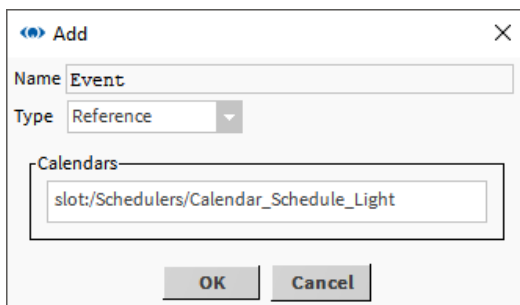 Add
Name Event
Type Reference
Calendars
slot:/Schedulers/Calendar_Schedule_Light
OK Cancel